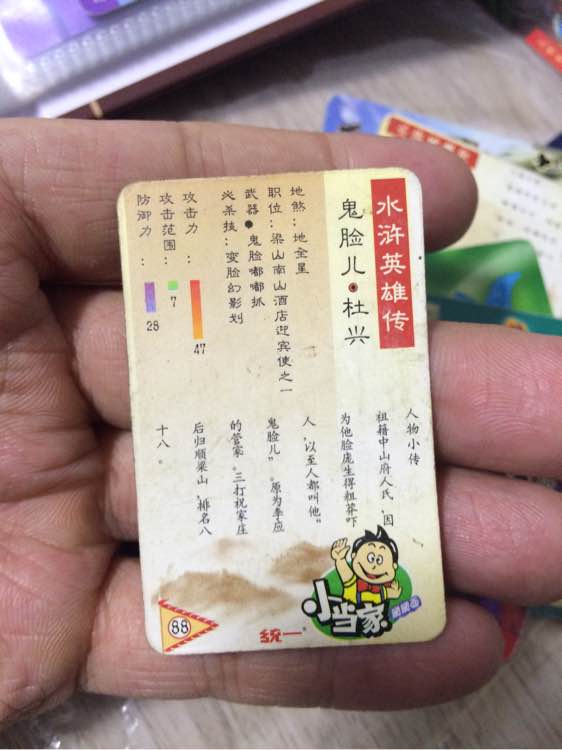 水浒英雄传
鬼脸儿●杜兴
地煞：地全星
职位：梁山南山酒店迎宾使之一
武器●鬼脸嘟嘟抓
必杀技：变脸幻影划
攻击力：
47
攻击范围：
7
防御力：
28
人物小传
祖籍中山府人氏，因
为他脸庞生得粗莽吓
人，以至人都叫他“
鬼脸儿”。原为李应
的管家。三打祝家庄
后归顺梁山，排名八
十八。
88
统一
小当家